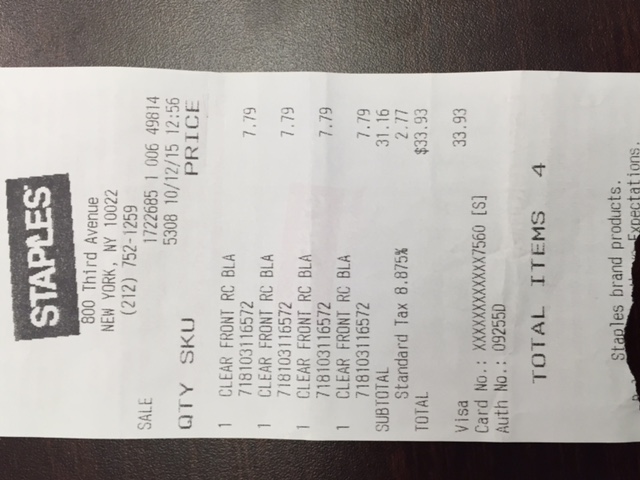 STAPLES
800 Third Avenue
NEW YORK, NY 10022
(212) 752-1259
SALE 1722685 1 006 49814
5308 10/12/15 12:56
QTY SKU PRICE
1 CLEAR FRONT RC BLA
718103116572 7.79
1 CLEAR FRONT RC BLA
718103116572 7.79
1 CLEAR FRONT RC BLA
718103116572 7.79
1 CLEAR FRONT RC BLA
718103116572 7.79
SUBTOTAL 31.16
Standard Tax 8.875% 2.77
TOTAL $33.93
Visa 33.93
Card No.: XXXXXXXXXXXX7560 [S]
Auth No.: 09255D
TOTAL ITEMS 4
Staples brand products.
Expectations.